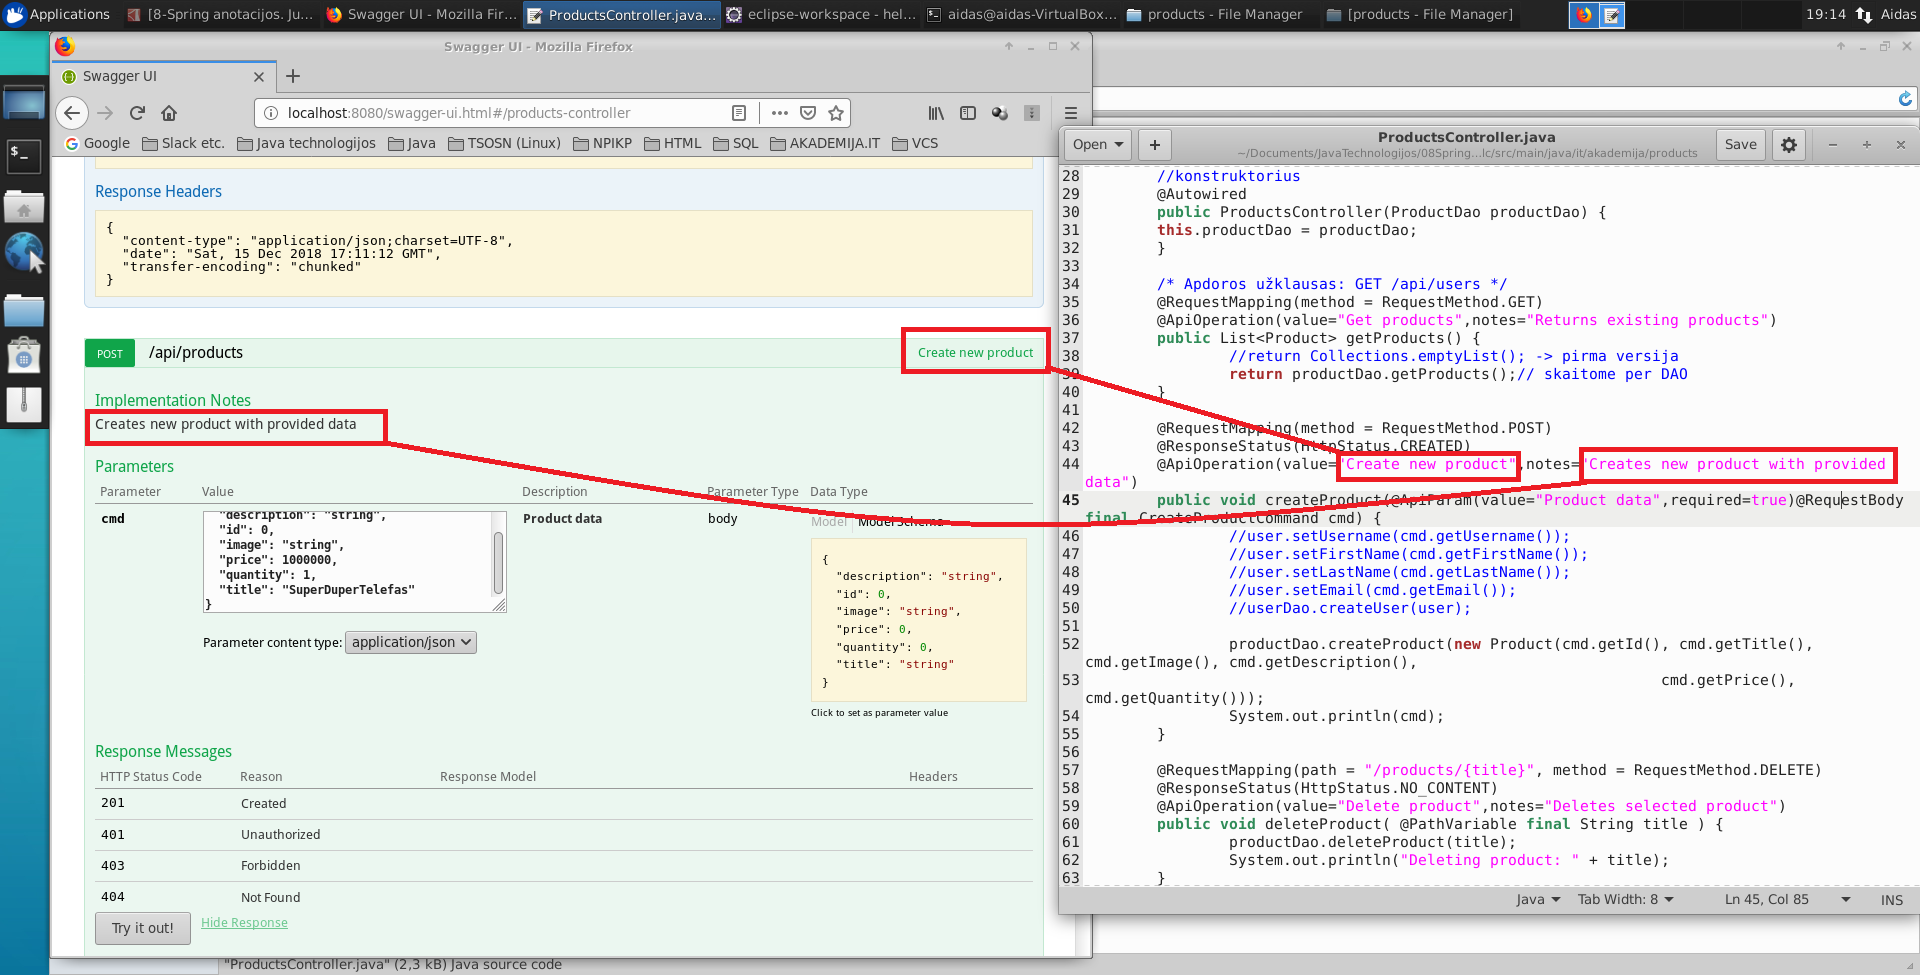 Applications
[8-Spring anotacijos. Ju...
Swagger UI - Mozilla Fir...
ProductsController.java...
eclipse-workspace - hel...
aidas@aidas-VirtualBox...
products - File Manager
[products - File Manager]
19:14
Aidas
Swagger UI - Mozilla Firefox
Swagger UI
localhost:8080/swagger-ui.html#/products-controller
Google
Slack etc.
Java technologijos
Java
TSOSN (Linux)
NPIKP
HTML
SQL
AKADEMIJA.IT
VCS
Response Headers
{
"content-type": "application/json;charset=UTF-8",
"date": "Sat, 15 Dec 2018 17:11:12 GMT",
"transfer-encoding": "chunked"
}
POST /api/products Create new product
Implementation Notes
Creates new product with provided data
Parameters
Parameter Value Description Parameter Type Data Type
cmd
"description": "string",
"id": 0,
"image": "string",
"price": 1000000,
"quantity": 1,
"title": "SuperDuperTelefas"
}
Product data
body
Model Model Schema
{
"description": "string",
"id": 0,
"image": "string",
"price": 0,
"quantity": 0,
"title": "string"
}
Click to set as parameter value
Parameter content type: application/json
Response Messages
HTTP Status Code Reason Response Model Headers
201 Created
401 Unauthorized
403 Forbidden
404 Not Found
Try it out! Hide Response
"ProductsController.java" (2,3 kB) Java source code
Open
ProductsController.java
~/Documents/JavaTechnologijos/08Spring...lc/src/main/java/it/akademija/products
Save
28 //konstruktorius
29 @Autowired
30 public ProductsController(ProductDao productDao) {
31 this.productDao = productDao;
32 }
33
34 /* Apdoros užklausas: GET /api/users */
35 @RequestMapping(method = RequestMethod.GET)
36 @ApiOperation(value="Get products",notes="Returns existing products")
37 public List<Product> getProducts() {
38 //return Collections.emptyList(); -> pirma versija
39 return productDao.getProducts();// skaitome per DAO
40 }
41
42 @RequestMapping(method = RequestMethod.POST)
43 @ResponseStatus(HttpStatus.CREATED)
44 @ApiOperation(value="Create new product",notes="Creates new product with provided
data")
45 public void createProduct(@ApiParam(value="Product data",required=true)@RequestBody
final CreateProductCommand cmd) {
46 //user.setUsername(cmd.getUsername());
47 //user.setFirstName(cmd.getFirstName());
48 //user.setLastName(cmd.getLastName());
49 //user.setEmail(cmd.getEmail());
50 //userDao.createUser(user);
51
52 productDao.createProduct(new Product(cmd.getId(), cmd.getTitle(),
cmd.getImage(), cmd.getDescription(),
53 cmd.getPrice(),
cmd.getQuantity()));
54 System.out.println(cmd);
55 }
56
57 @RequestMapping(path = "/products/{title}", method = RequestMethod.DELETE)
58 @ResponseStatus(HttpStatus.NO_CONTENT)
59 @ApiOperation(value="Delete product",notes="Deletes selected product")
60 public void deleteProduct( @PathVariable final String title ) {
61 productDao.deleteProduct(title);
62 System.out.println("Deleting product: " + title);
63 }
Java Tab Width: 8 Ln 45, Col 85 INS